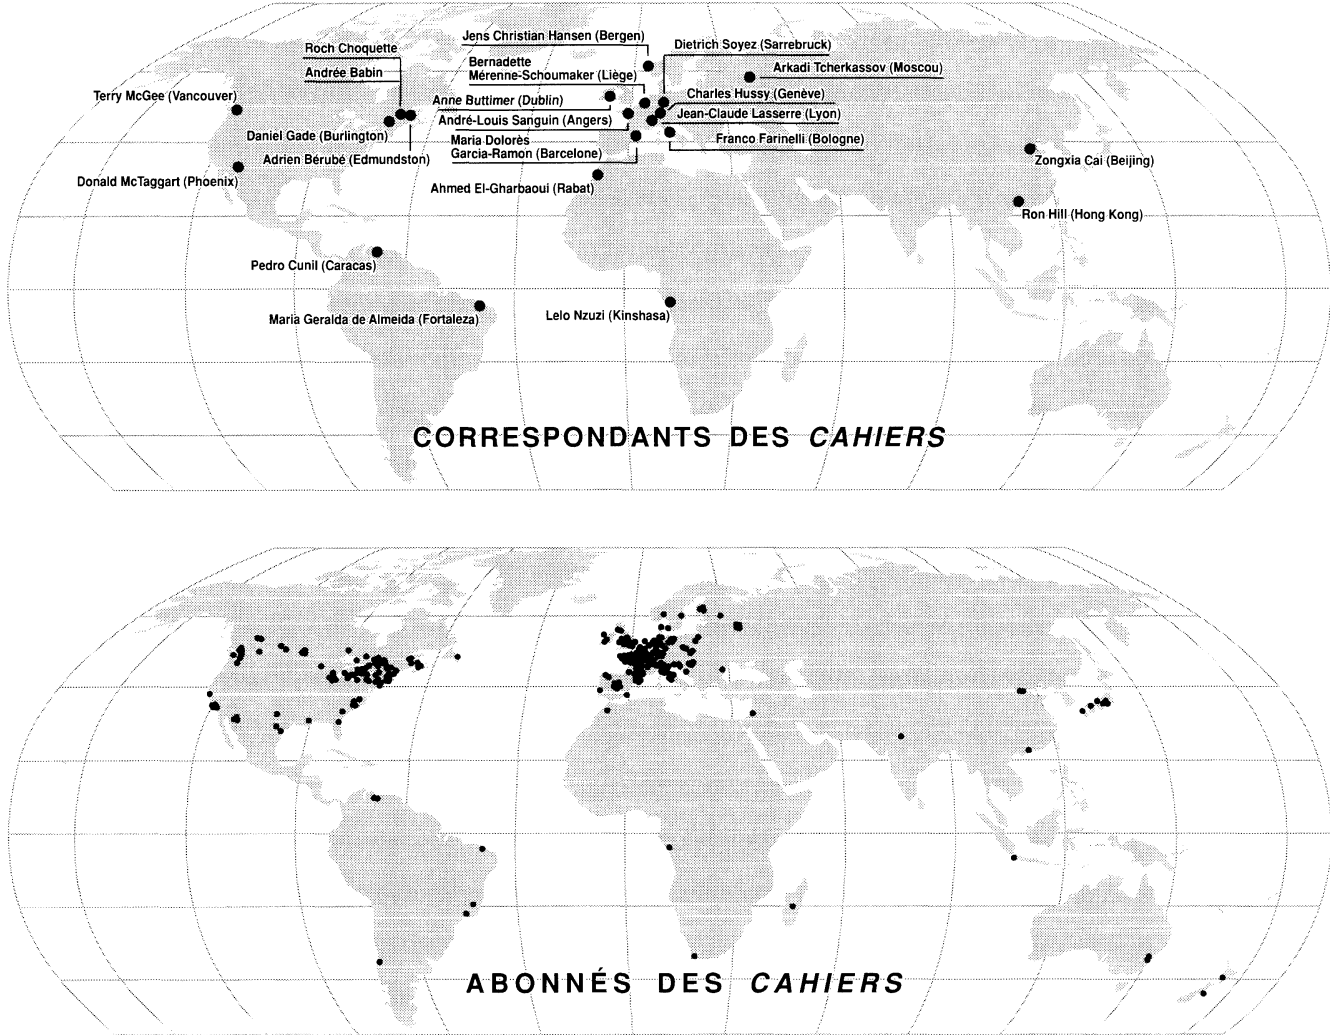 Jens Christian Hansen (Bergen)
Roch Choquette
Dietrich Soyez (Sarrebruck)
Bernadette
Mérenne-Schoumaker (Liège)
Andrée Babin
Arkadi Tcherkassov (Moscou)
Terry McGee (Vancouver)
Charles Hussy (Genève)
Anne Buttimer (Dublin)
Jean-Claude Lasserre (Lyon)
André-Louis Sanguin (Angers)
Daniel Gade (Burlington)
Franco Farinelli (Bologne)
Maria Dolorès
Garcia-Ramon (Barcelone)
Adrien Bérubé (Edmundston)
Zongxia Cai (Beijing)
Donald McTaggart (Phoenix)
Ahmed El-Gharbaoui (Rabat)
Ron Hill (Hong Kong)
Pedro Cunil (Caracas)
Maria Geralda de Almeida (Fortaleza)
Lelo Nzuzi (Kinshasa)
CORRESPONDANTS DES CAHIERS
ABONNÉS DES CAHIERS